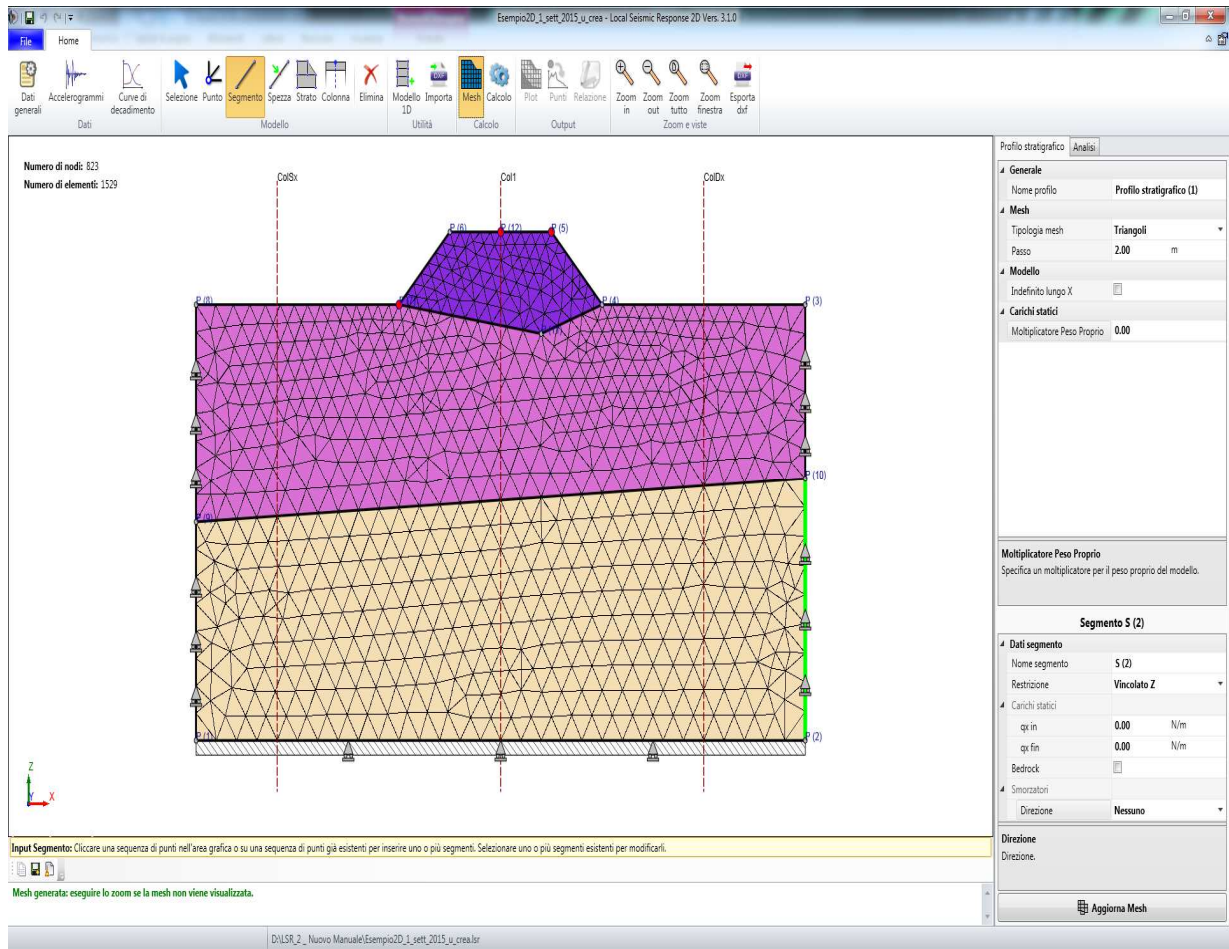 Esempio2D_1_sett_2015_u_crea - Local Seismic Response 2D Vers. 3.1.0
File
Home
Dati generali
Accelerogrammi
Curve di decadimento
Selezione
Punto
Segmento
Spezza
Strato
Colonna
Elimina
Modello 1D
Importa
Mesh
Calcolo
Plot
Punti
Relazione
Zoom in
Zoom out
Zoom tutto
Zoom finestra
Esporta dxf
Dati
Modello
Utilità
Calcolo
Output
Zoom e viste
DXF
DXF
Numero di nodi: 823
Numero di elementi: 1529
ColSx
Col1
ColDx
P (6)
P (12)
P (5)
P (8)
P (4)
P (3)
P (10)
P (9)
P (1)
P (2)
Z
Y
X
Profilo stratigrafico
Analisi
Generale
Nome profilo Profilo stratigrafico (1)
Mesh
Tipologia mesh Triangoli
Passo 2.00 m
Modello
Indefinito lungo X
Carichi statici
Moltiplicatore Peso Proprio 0.00
Moltiplicatore Peso Proprio
Specifica un moltiplicatore per il peso proprio del modello.
Segmento S (2)
Dati segmento
Nome segmento S (2)
Restrizione Vincolato Z
Carichi statici
qx in 0.00 N/m
qx fin 0.00 N/m
Bedrock
Smorzatori
Direzione Nessuno
Direzione
Direzione.
Aggiorna Mesh
Input Segmento: Cliccare una sequenza di punti nell'area grafica o su una sequenza di punti già esistenti per inserire uno o più segmenti. Selezionare uno o più segmenti esistenti per modificarli.
Mesh generata: eseguire lo zoom se la mesh non viene visualizzata.
D:\LSR_2 _ Nuovo Manuale\Esempio2D_1_sett_2015_u_crea.lsr